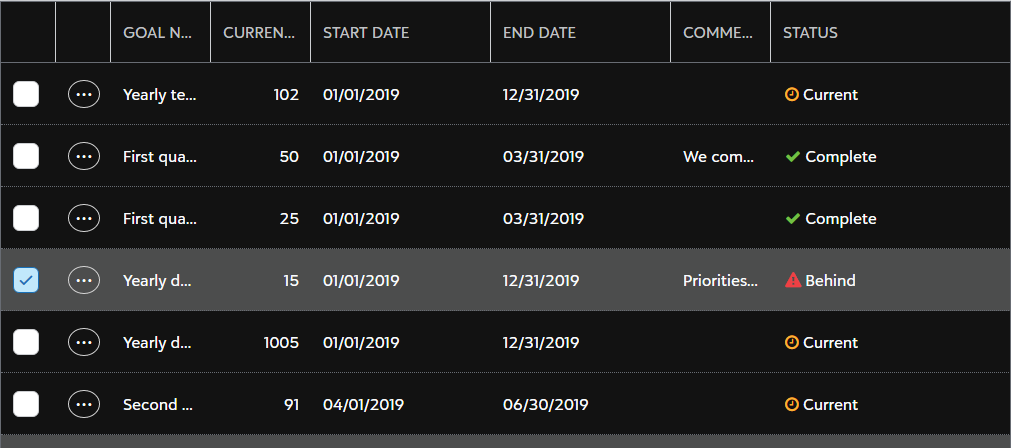 GOAL N... CURREN... START DATE END DATE COMME... STATUS
Yearly te... 102 01/01/2019 12/31/2019 Current
First qua... 50 01/01/2019 03/31/2019 We com... Complete
First qua... 25 01/01/2019 03/31/2019 Complete
Yearly d... 15 01/01/2019 12/31/2019 Priorities... Behind
Yearly d... 1005 01/01/2019 12/31/2019 Current
Second ... 91 04/01/2019 06/30/2019 Current